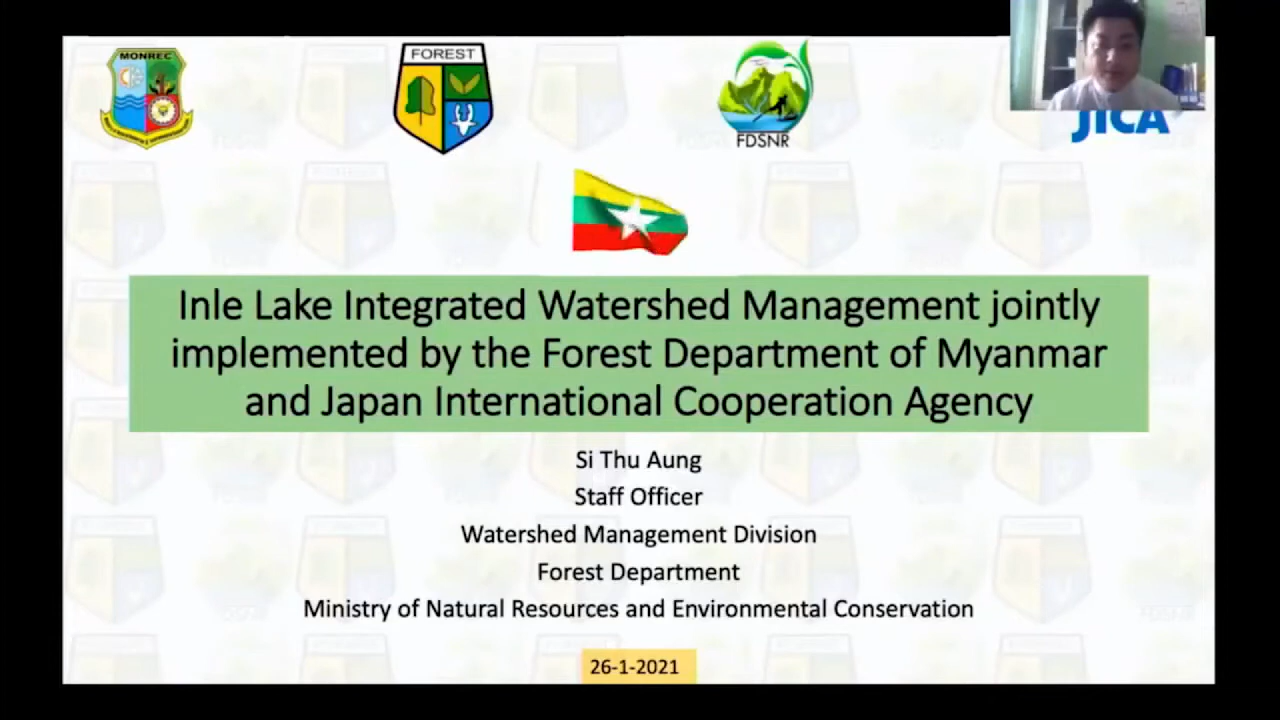 MONREC
FOREST
FDSNR
JICA
Inle Lake Integrated Watershed Management jointly
implemented by the Forest Department of Myanmar
and Japan International Cooperation Agency
Si Thu Aung
Staff Officer
Watershed Management Division
Forest Department
Ministry of Natural Resources and Environmental Conservation
26-1-2021